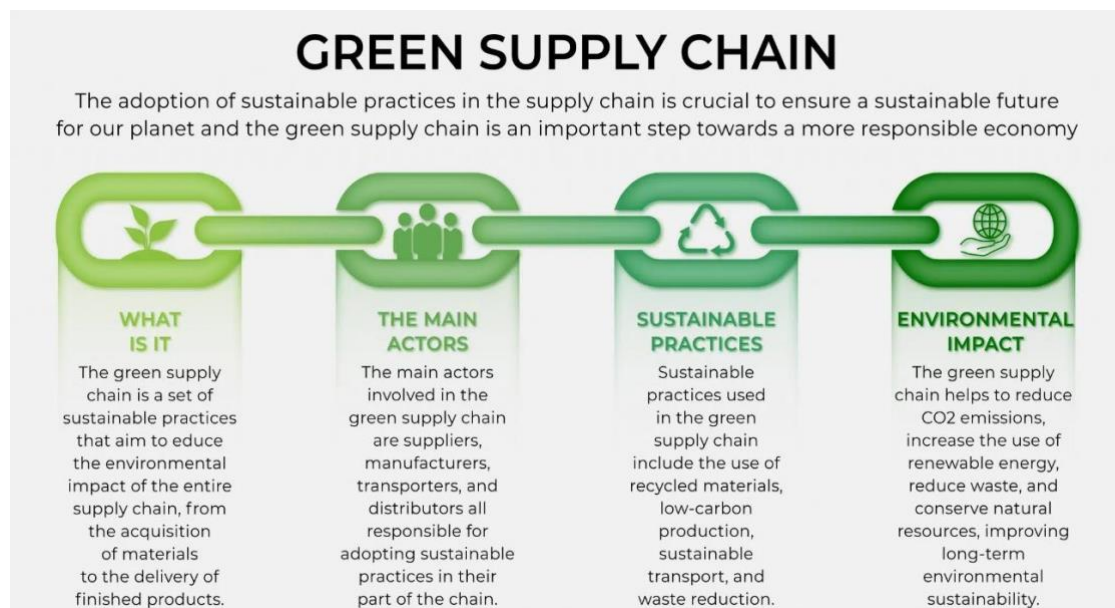 GREEN SUPPLY CHAIN
The adoption of sustainable practices in the supply chain is crucial to ensure a sustainable future
for our planet and the green supply chain is an important step towards a more responsible economy
WHAT
IS IT
The green supply
chain is a set of
sustainable practices
that aim to educe
the environmental
impact of the entire
supply chain, from
the acquisition
of materials
to the delivery of
finished products.
THE MAIN
ACTORS
The main actors
involved in the
green supply chain
are suppliers,
manufacturers,
transporters, and
distributors all
responsible for
adopting sustainable
practices in their
part of the chain.
SUSTAINABLE
PRACTICES
Sustainable
practices used
in the green
supply chain
include the use of
recycled materials,
low-carbon
production,
sustainable
transport, and
waste reduction.
ENVIRONMENTAL
IMPACT
The green supply
chain helps to reduce
CO2 emissions,
increase the use of
renewable energy,
reduce waste, and
conserve natural
resources, improving
long-term
environmental
sustainability.